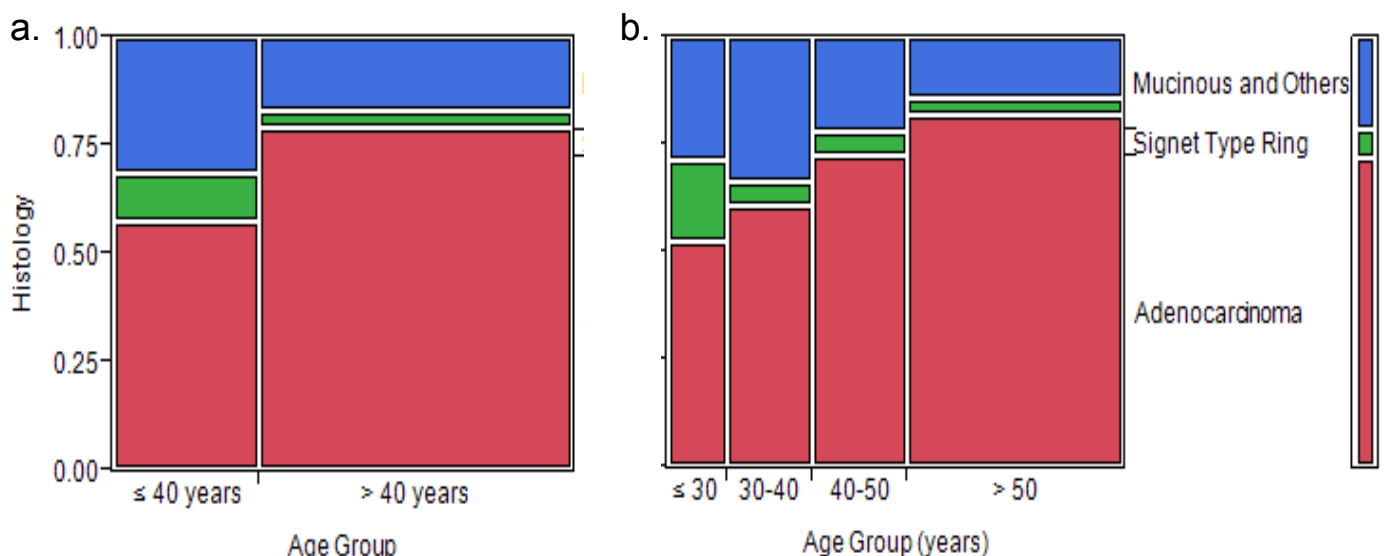 a.
1.00
0.75
0.50
0.25
0.00
Histology
≤ 40 years
> 40 years
Age Group
b.
≤ 30
30-40
40-50
> 50
Age Group (years)
Mucinous and Others
Signet Type Ring
Adenocarcinoma